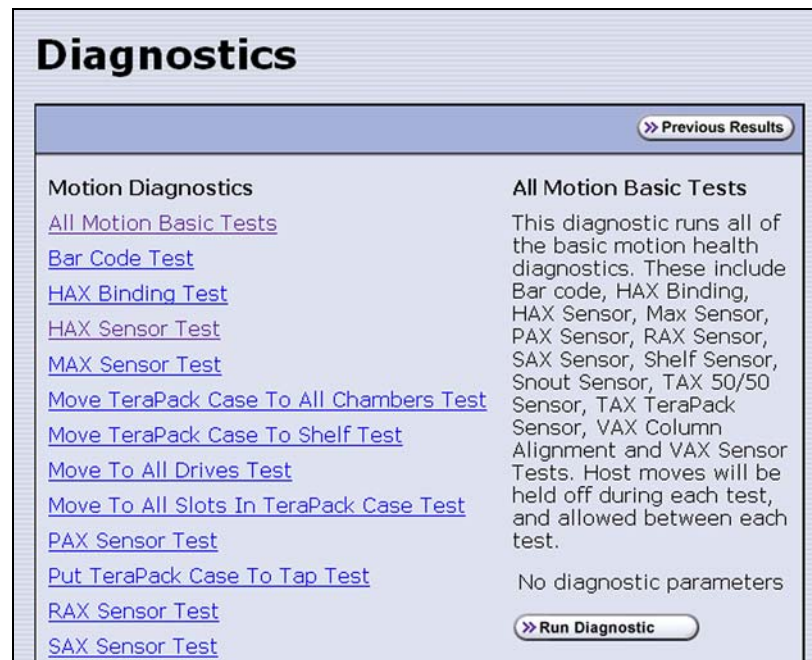 Diagnostics
Previous Results
Motion Diagnostics
All Motion Basic Tests
Bar Code Test
HAX Binding Test
HAX Sensor Test
MAX Sensor Test
Move TeraPack Case To All Chambers Test
Move TeraPack Case To Shelf Test
Move To All Drives Test
Move To All Slots In TeraPack Case Test
PAX Sensor Test
Put TeraPack Case To Tap Test
RAX Sensor Test
SAX Sensor Test
All Motion Basic Tests
This diagnostic runs all of
the basic motion health
diagnostics. These include
Bar code, HAX Binding,
HAX Sensor, Max Sensor,
PAX Sensor, RAX Sensor,
SAX Sensor, Shelf Sensor,
Snout Sensor, TAX 50/50
Sensor, TAX TeraPack
Sensor, VAX Column
Alignment and VAX Sensor
Tests. Host moves will be
held off during each test,
and allowed between each
test.
No diagnostic parameters
Run Diagnostic